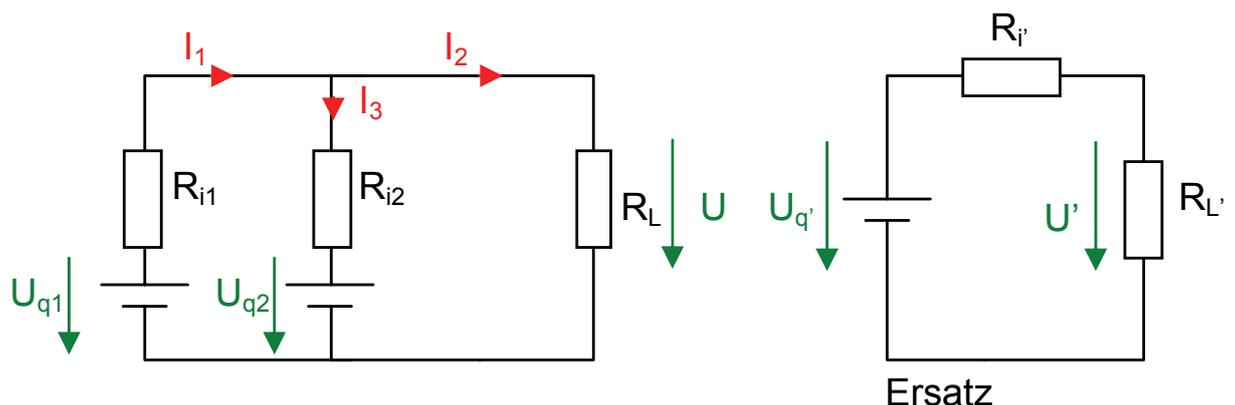 I1
I2
I3
Ri1
Ri2
RL
U
Uq1
Uq2
Ri’
Uq’
U’
RL’
Ersatz